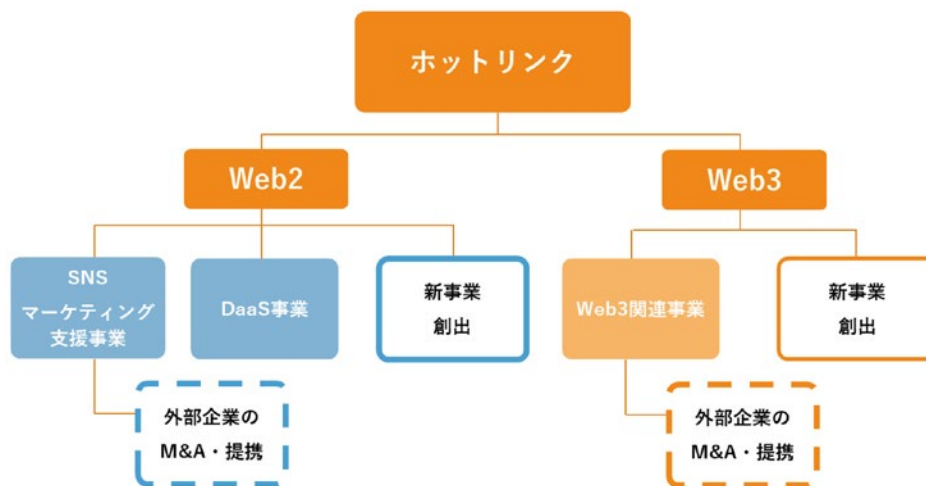 ホットリンク
Web2
Web3
SNS
マーケティング
支援事業
DaaS事業
新事業
創出
Web3関連事業
新事業
創出
外部企業の
M&A・提携
外部企業の
M&A・提携